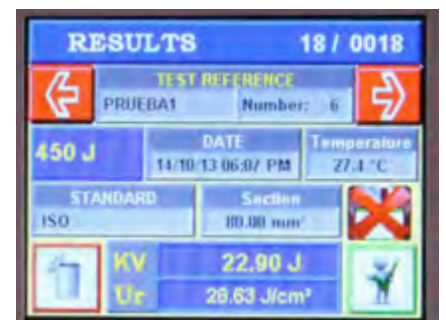 RESULTS 18 / 0018
TEST REFERENCE
PRUEBA1 Number: 6
450 J
DATE
14/10/13 06:07 PM
Temperature
27.4 °C
STANDARD
ISO
Section
80.00 mm²
KV 22.90 J
Ur 28.63 J/cm²